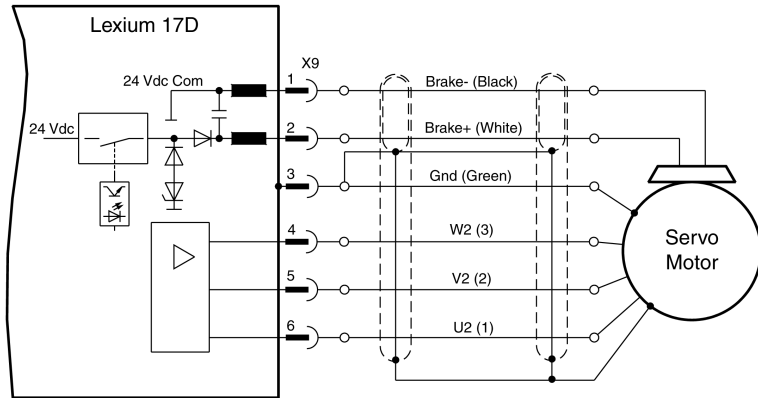 Lexium 17D
X9
24 Vdc Com
1
Brake- (Black)
24 Vdc
2
Brake+ (White)
3
Gnd (Green)
4
W2 (3)
Servo
Motor
5
V2 (2)
6
U2 (1)